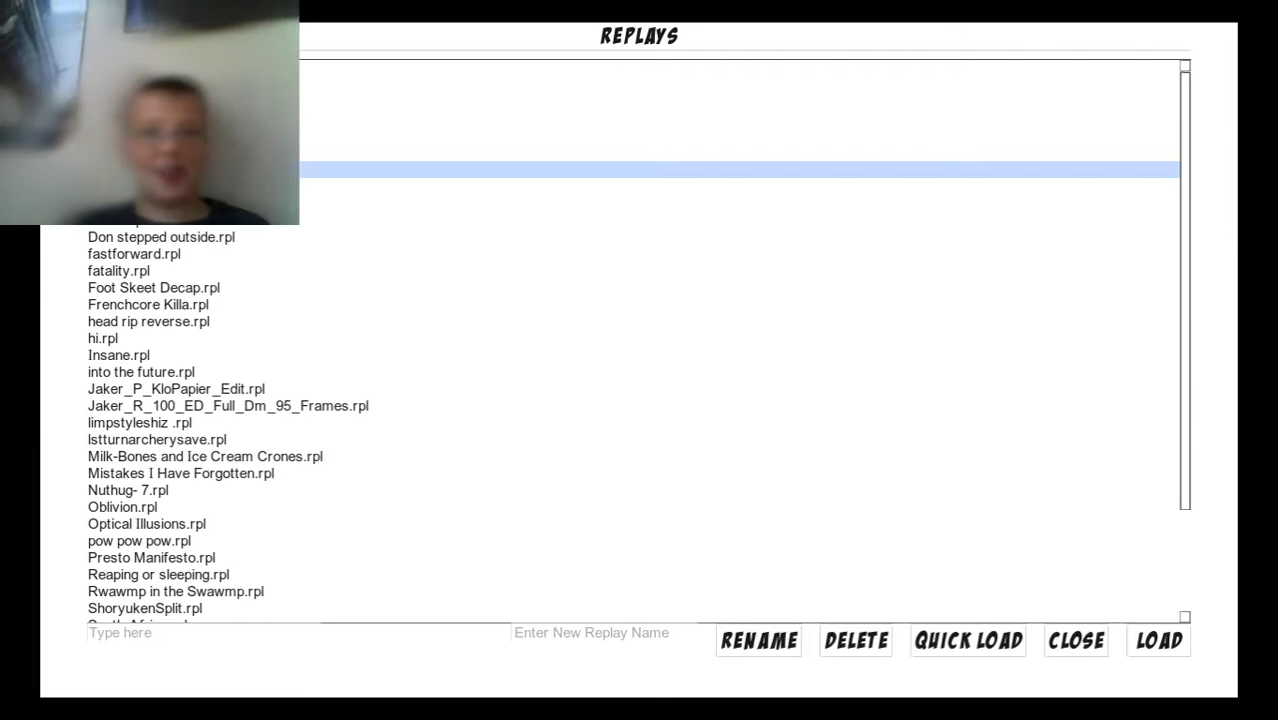 REPLAYS
Don stepped outside.rpl
fastforward.rpl
fatality.rpl
Foot Skeet Decap.rpl
Frenchcore Killa.rpl
head rip reverse.rpl
hi.rpl
Insane.rpl
into the future.rpl
Jaker_P_KloPapier_Edit.rpl
Jaker_R_100_ED_Full_Dm_95_Frames.rpl
limpstyleshiz .rpl
lstturnarcherysave.rpl
Milk-Bones and Ice Cream Crones.rpl
Mistakes I Have Forgotten.rpl
Nuthug- 7.rpl
Oblivion.rpl
Optical Illusions.rpl
pow pow pow.rpl
Presto Manifesto.rpl
Reaping or sleeping.rpl
Rwawmp in the Swawmp.rpl
ShoryukenSplit.rpl
Type here
Enter New Replay Name
RENAME
DELETE
QUICK LOAD
CLOSE
LOAD